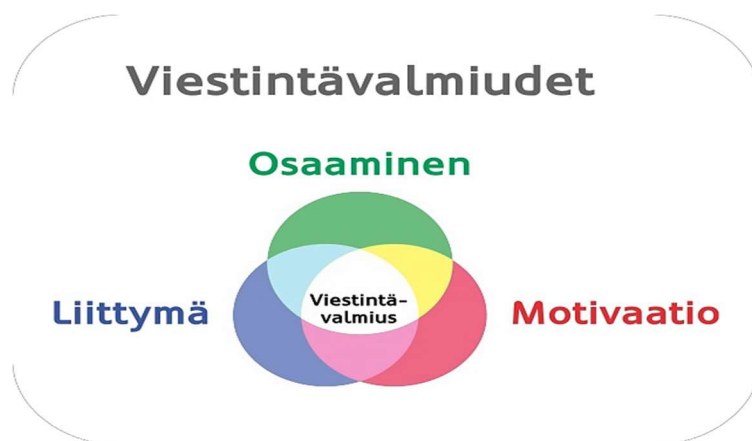 Viestintävalmiudet
Osaaminen
Liittymä
Viestintä-
valmius
Motivaatio